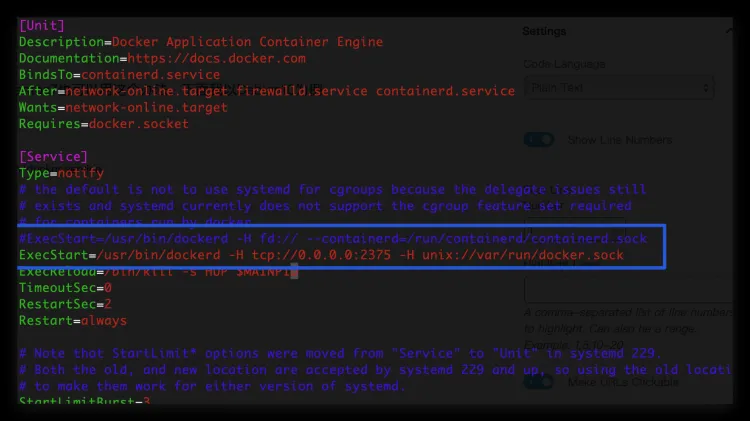 [Unit]
Description=Docker Application Container Engine
Documentation=https://docs.docker.com
BindsTo=containerd.service
After=network-online.target firewalld.service containerd.service
Wants=network-online.target
Requires=docker.socket
[Service]
Type=notify
# the default is not to use systemd for cgroups because the delegate issues still
# exists and systemd currently does not support the cgroup feature set required
# for containers run by docker
#ExecStart=/usr/bin/dockerd -H fd:// --containerd=/run/containerd/containerd.sock
ExecStart=/usr/bin/dockerd -H tcp://0.0.0.0:2375 -H unix://var/run/docker.sock
ExecReload=/bin/kill -s HUP $MAINPI
TimeoutSec=0
RestartSec=2
Restart=always
# Note that StartLimit* options were moved from "Service" to "Unit" in systemd 229.
# Both the old, and new location are accepted by systemd 229 and up, so using the old locati
# to make them work for either version of systemd.
StartLimitBurst=3
Settings
Code Language
Plain Text
Show Line Numbers
A comma-separated list of line numbers
to highlight. Can also be a range.
Example: 1,5,10-20
Make URLs Clickable